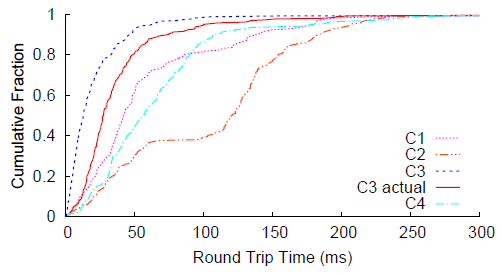 1
0.8
0.6
0.4
0.2
0
Cumulative Fraction
C1
C2
C3
C3 actual
C4
0 50 100 150 200 250 300
Round Trip Time (ms)